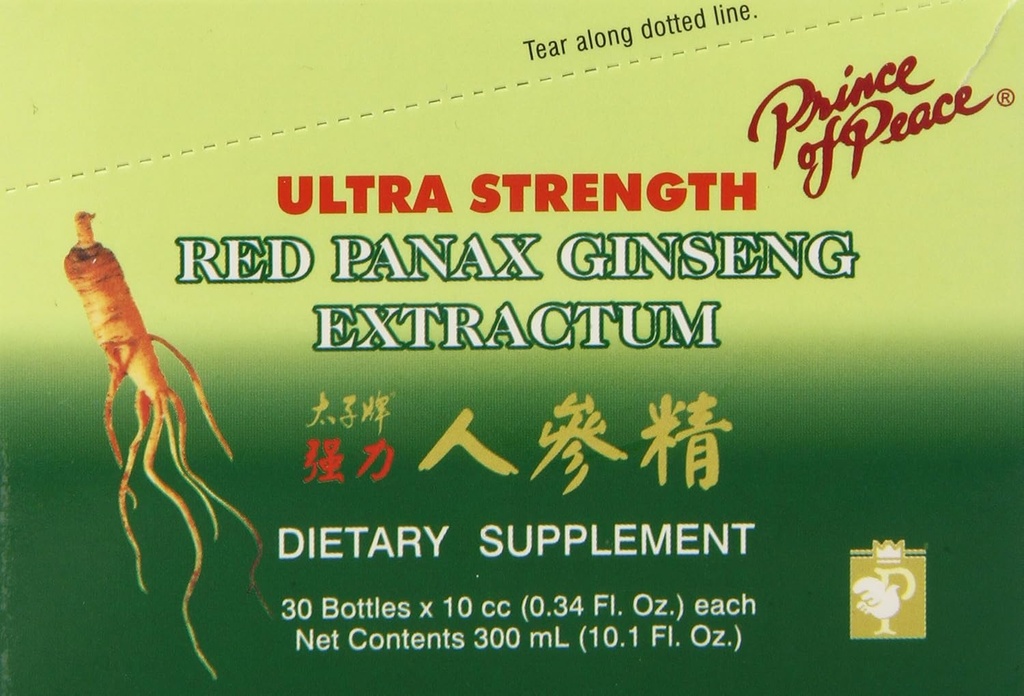 Tear along dotted line.
Prince
of Peace®
ULTRA STRENGTH
RED PANAX GINSENG
EXTRACTUM
太子牌
强力 人參精
DIETARY SUPPLEMENT
30 Bottles x 10 cc (0.34 Fl. Oz.) each
Net Contents 300 mL (10.1 Fl. Oz.)